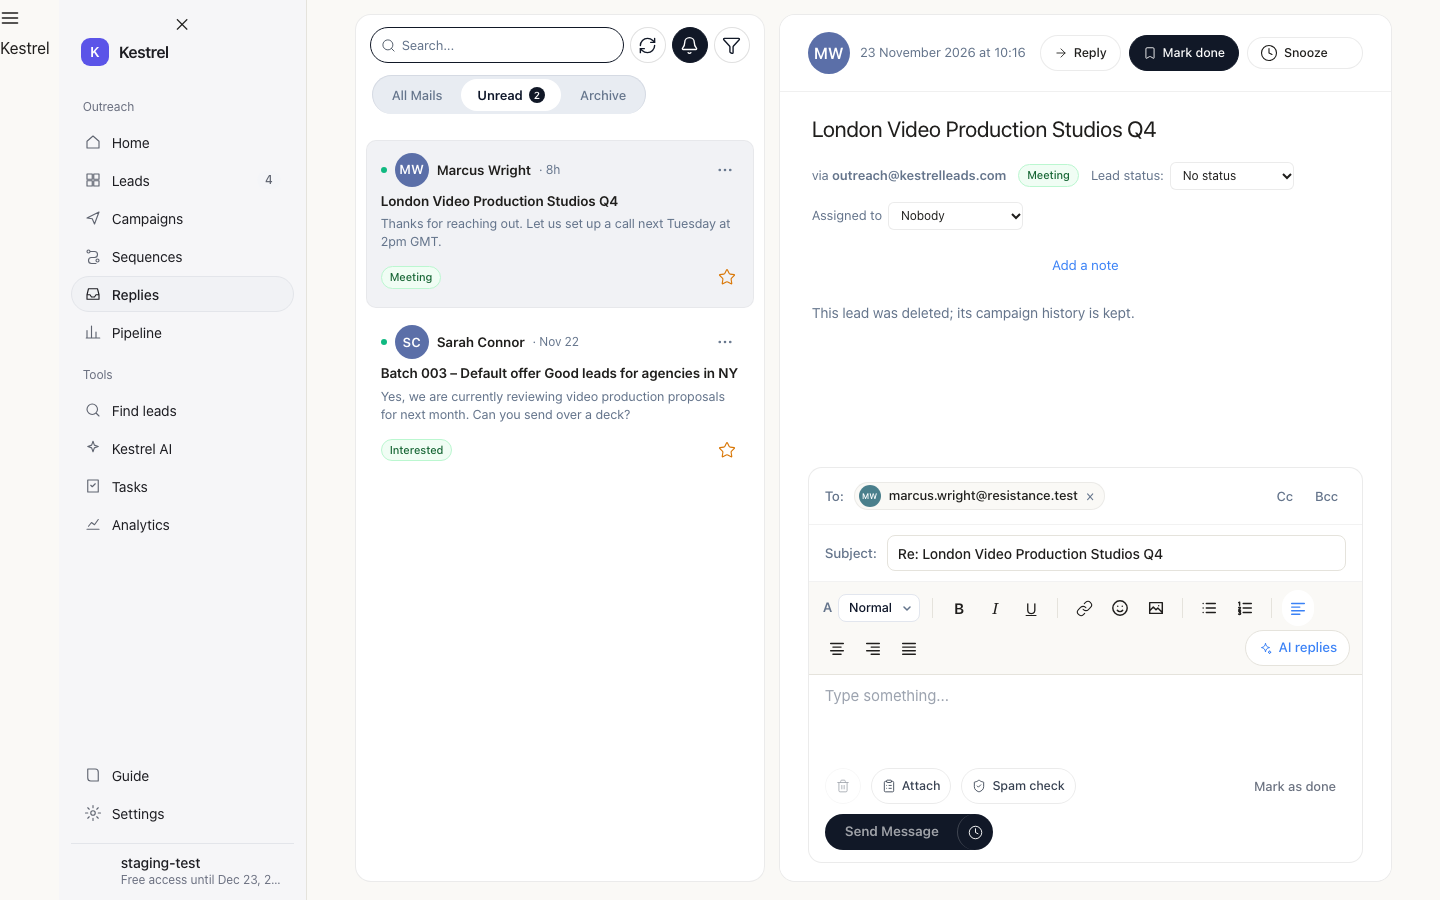 Kestrel
K Kestrel
Outreach
Home
Leads 4
Campaigns
Sequences
Replies
Pipeline
Tools
Find leads
Kestrel AI
Tasks
Analytics
Guide
Settings
staging-test
Free access until Dec 23, 2...
Search...
All Mails Unread 2 Archive
MW Marcus Wright · 8h
London Video Production Studios Q4
Thanks for reaching out. Let us set up a call next Tuesday at
2pm GMT.
Meeting
SC Sarah Connor · Nov 22
Batch 003 – Default offer Good leads for agencies in NY
Yes, we are currently reviewing video production proposals
for next month. Can you send over a deck?
Interested
MW 23 November 2026 at 10:16 Reply Mark done Snooze
London Video Production Studios Q4
via outreach@kestrelleads.com Meeting Lead status: No status
Assigned to Nobody
Add a note
This lead was deleted; its campaign history is kept.
To: MW marcus.wright@resistance.test × Cc Bcc
Subject: Re: London Video Production Studios Q4
A Normal B I U
AI replies
Type something...
Attach Spam check Mark as done
Send Message